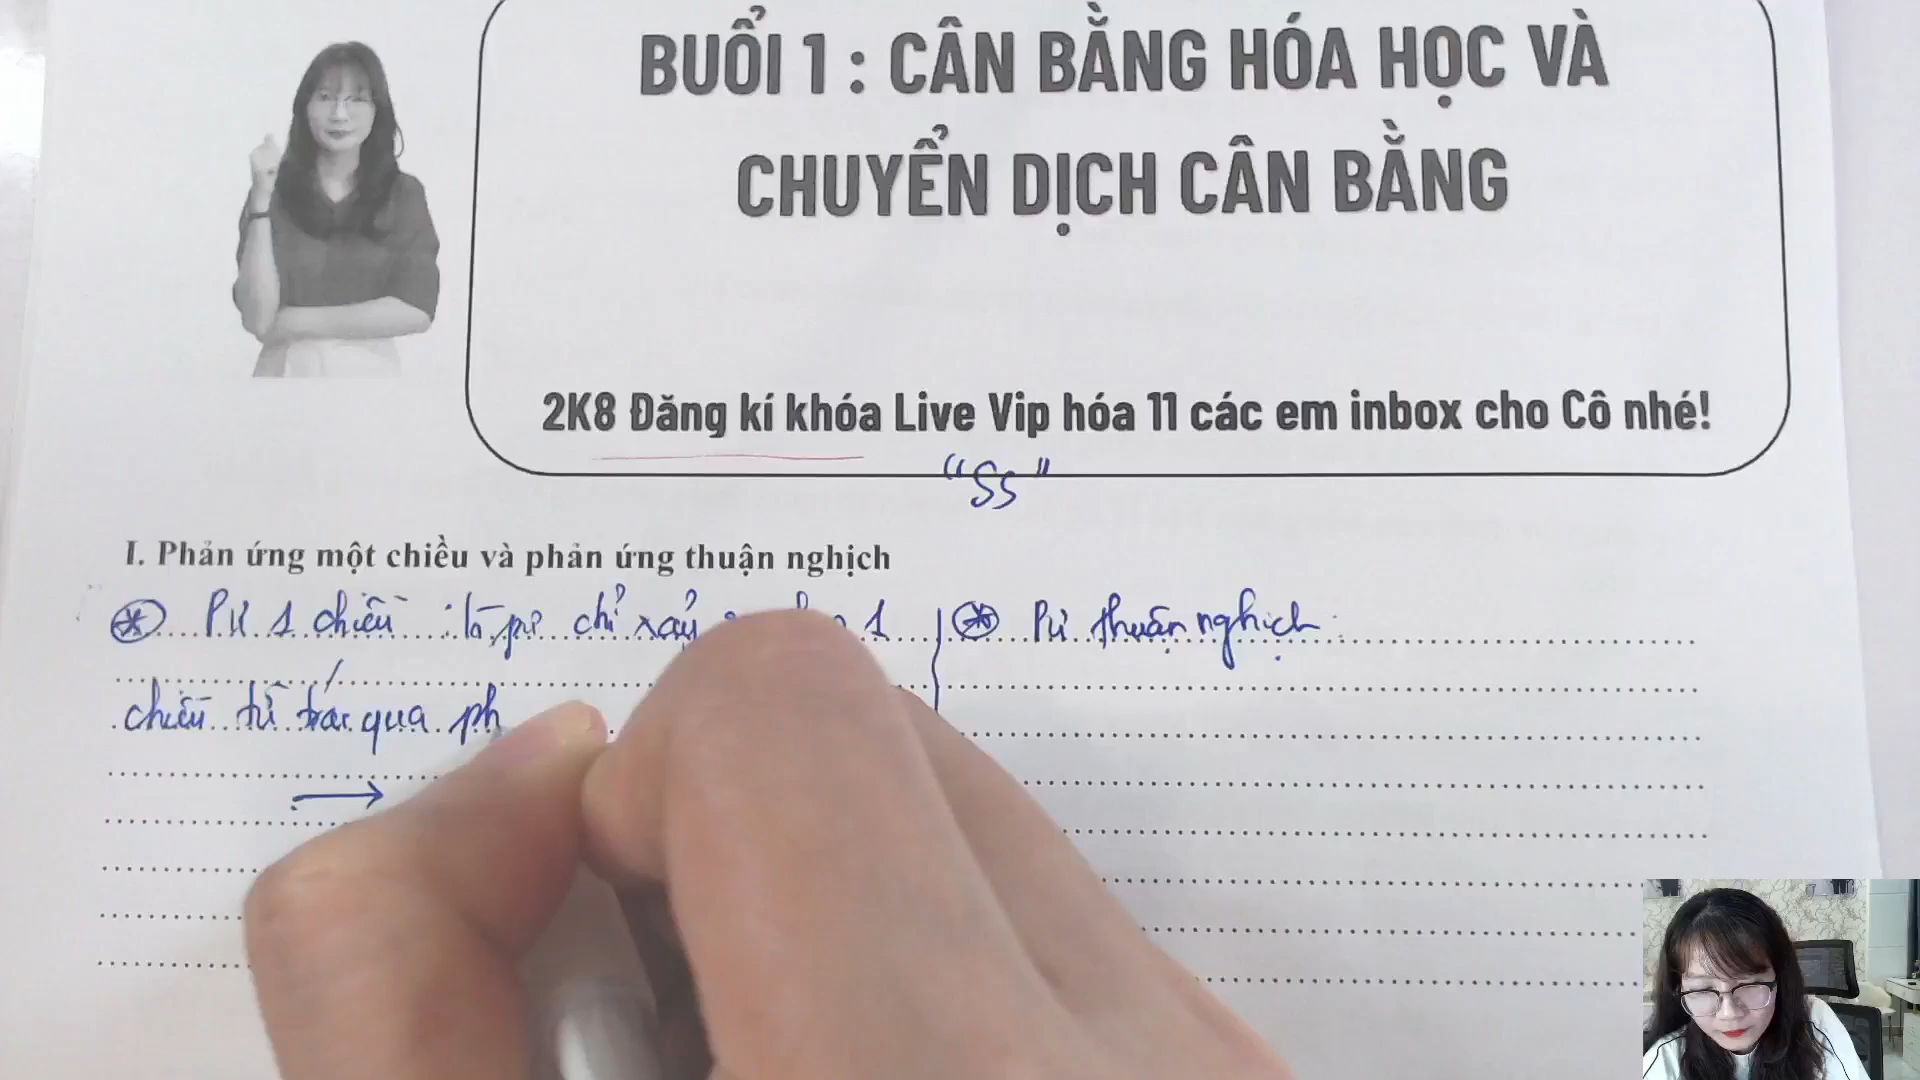 BUỔI 1 : CÂN BẰNG HÓA HỌC VÀ
CHUYỂN DỊCH CÂN BẰNG
2K8 Đăng kí khóa Live Vip hóa 11 các em inbox cho Cô nhé!
"Ss"
I. Phản ứng một chiều và phản ứng thuận nghịch
Pư 1 chiều : là pư chỉ xảy 1
chiều từ trái qua ph
Pư thuận nghịch :